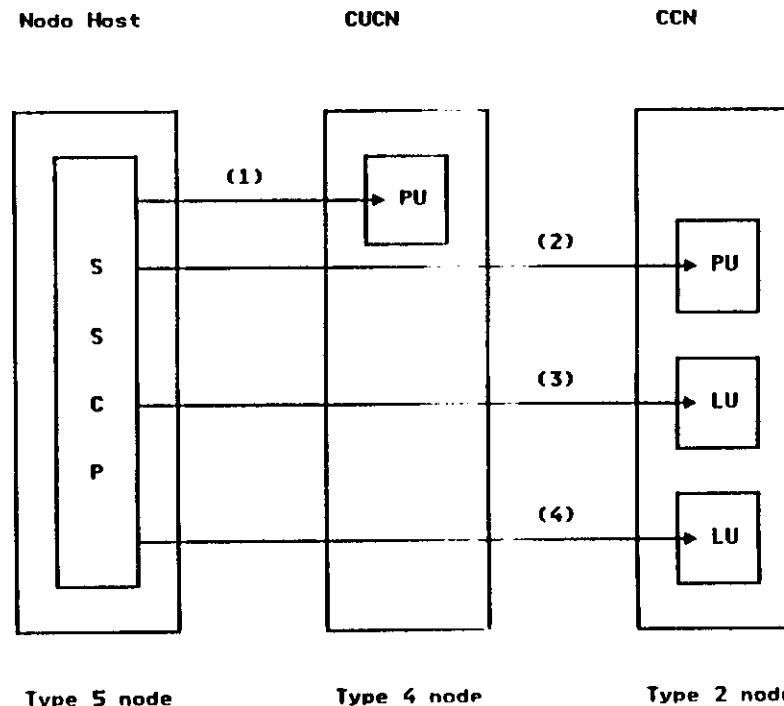 Nodo Host CUCN CCN
(1)
PU
(2)
S PU
S
(3)
C LU
P
(4)
LU
Type 5 node Type 4 node Type 2 node